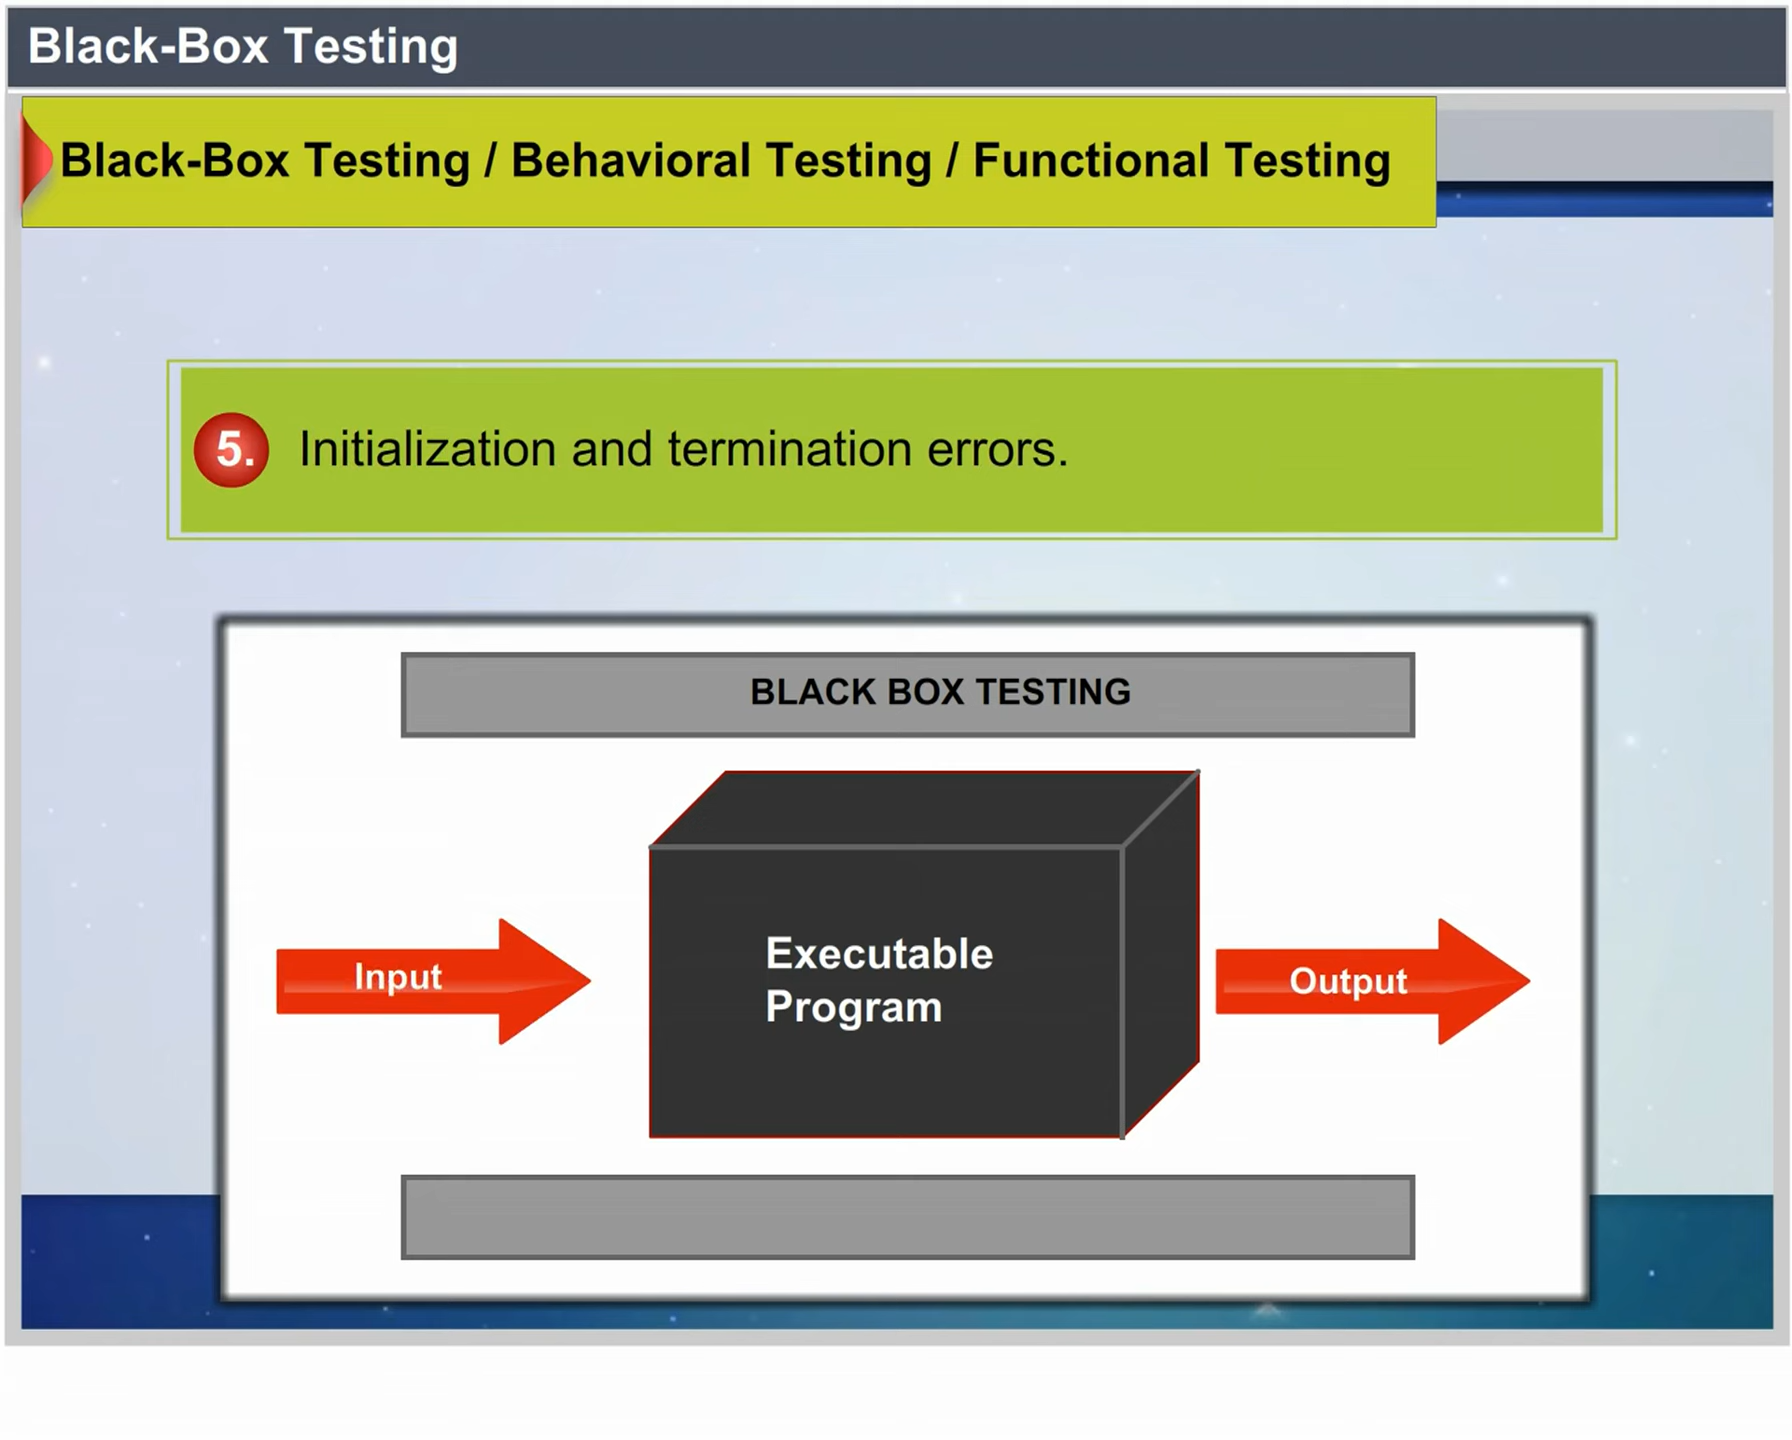 Black-Box Testing
Black-Box Testing / Behavioral Testing / Functional Testing
5. Initialization and termination errors.
BLACK BOX TESTING
Input
Executable
Program
Output